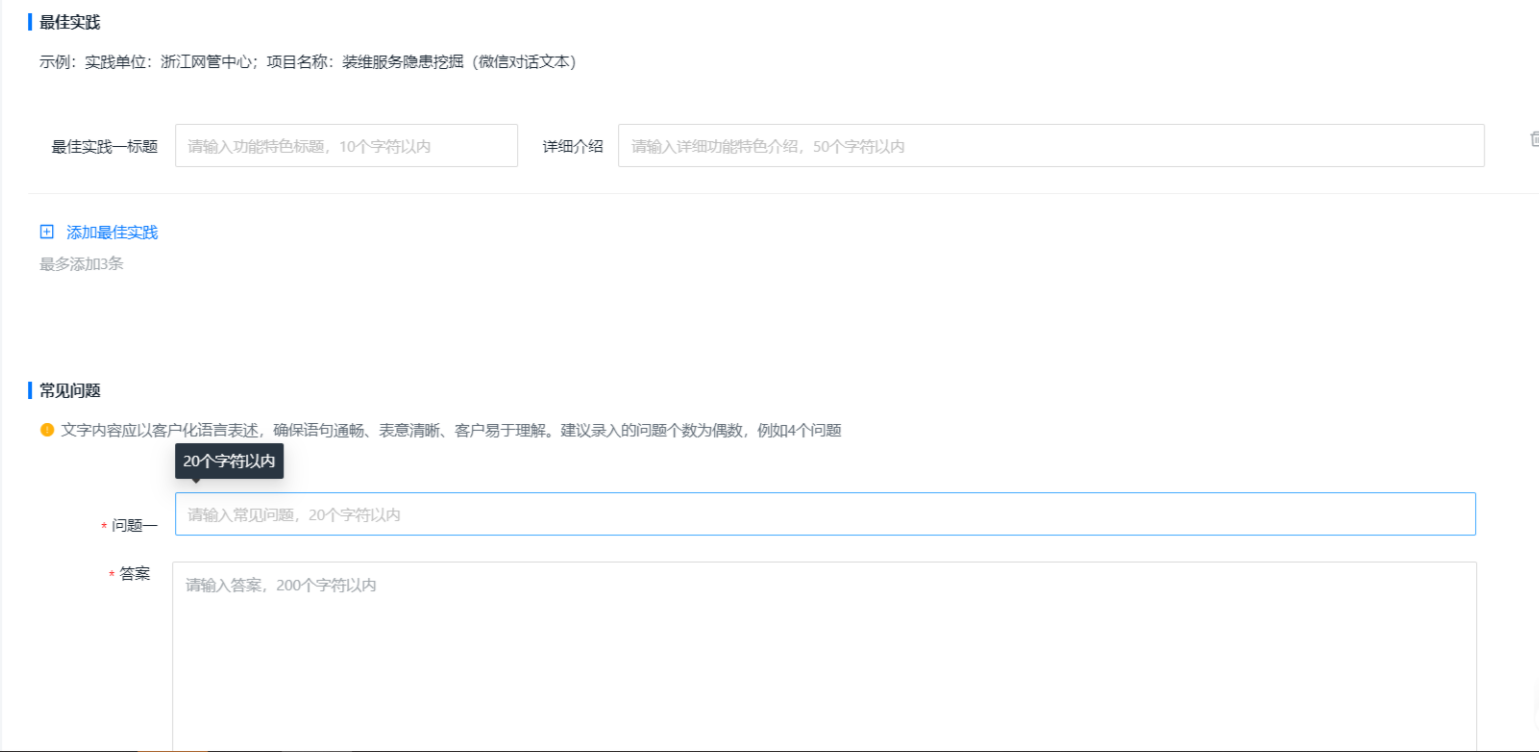 最佳实践
示例：实践单位：浙江网管中心；项目名称：装维服务隐患挖掘（微信对话文本）
最佳实践一标题 请输入功能特色标题，10个字符以内 详细介绍 请输入详细功能特色介绍，50个字符以内
添加最佳实践
最多添加3条
常见问题
文字内容应以客户化语言表述，确保语句通畅、表意清晰、客户易于理解。建议录入的问题个数为偶数，例如4个问题
20个字符以内
* 问题一 请输入常见问题，20个字符以内
* 答案 请输入答案，200个字符以内